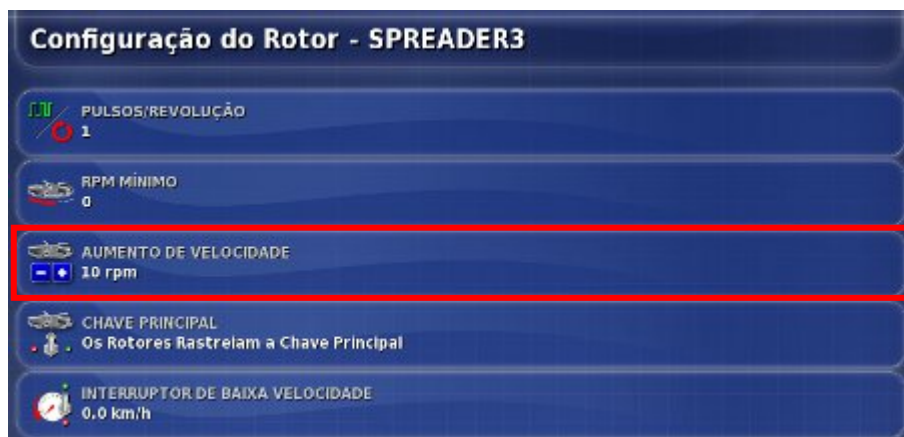 Configuração do Rotor - SPREADER3
PULSOS/REVOLUÇÃO
1
RPM MÍNIMO
0
AUMENTO DE VELOCIDADE
10 rpm
CHAVE PRINCIPAL
Os Rotores Rastreiam a Chave Principal
INTERRUPTOR DE BAIXA VELOCIDADE
0.0 km/h